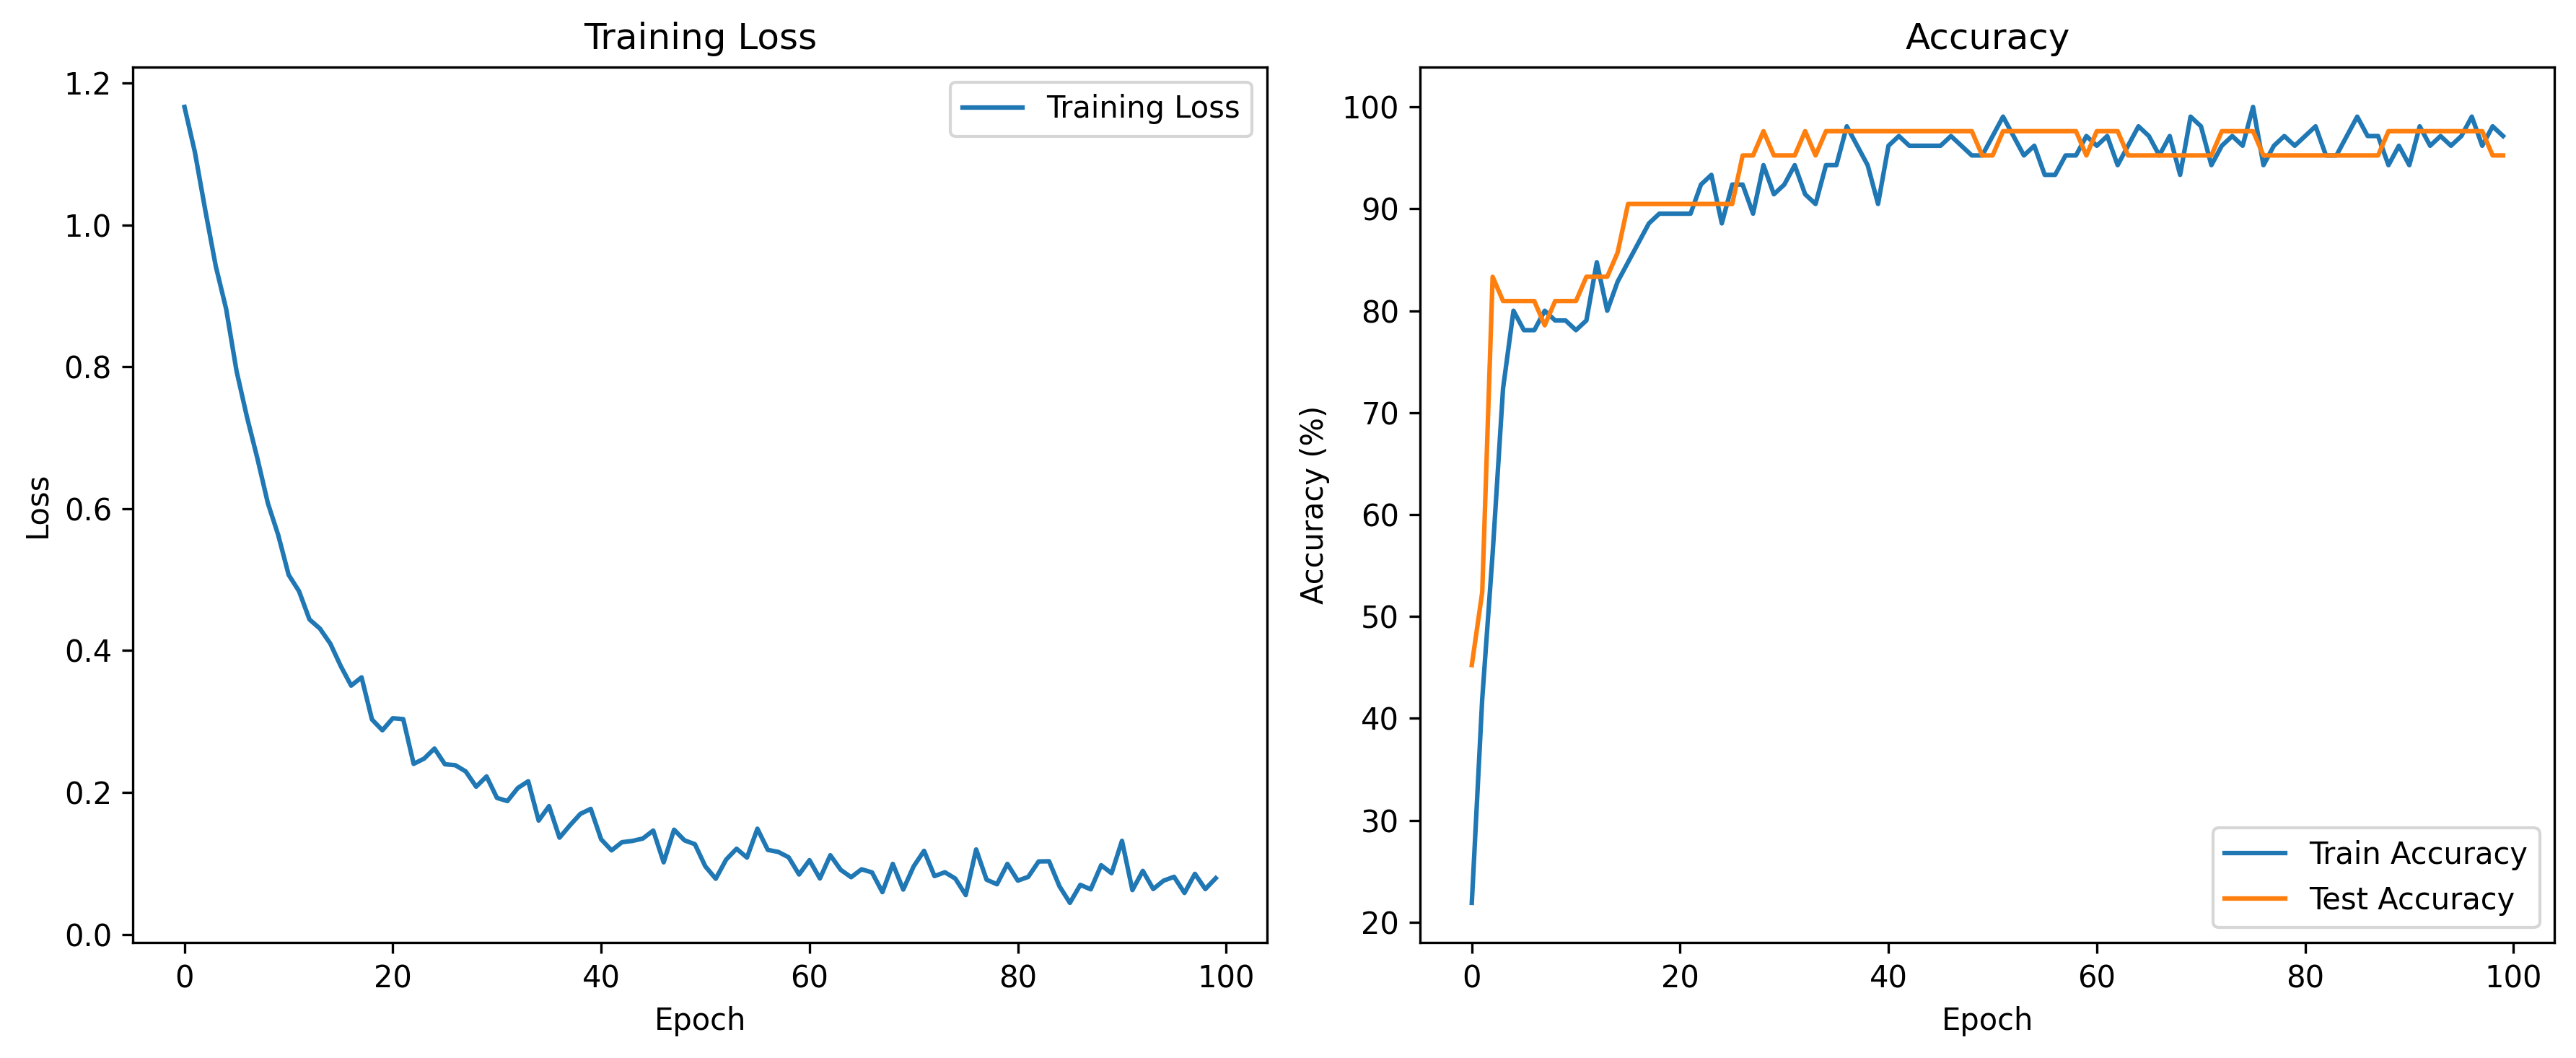 Training Loss
1.2
1.0
0.8
0.6
0.4
0.2
0.0
Loss
0 20 40 60 80 100
Epoch
Training Loss
Accuracy
100
90
80
70
60
50
40
30
20
Accuracy (%)
0 20 40 60 80 100
Epoch
Train Accuracy
Test Accuracy